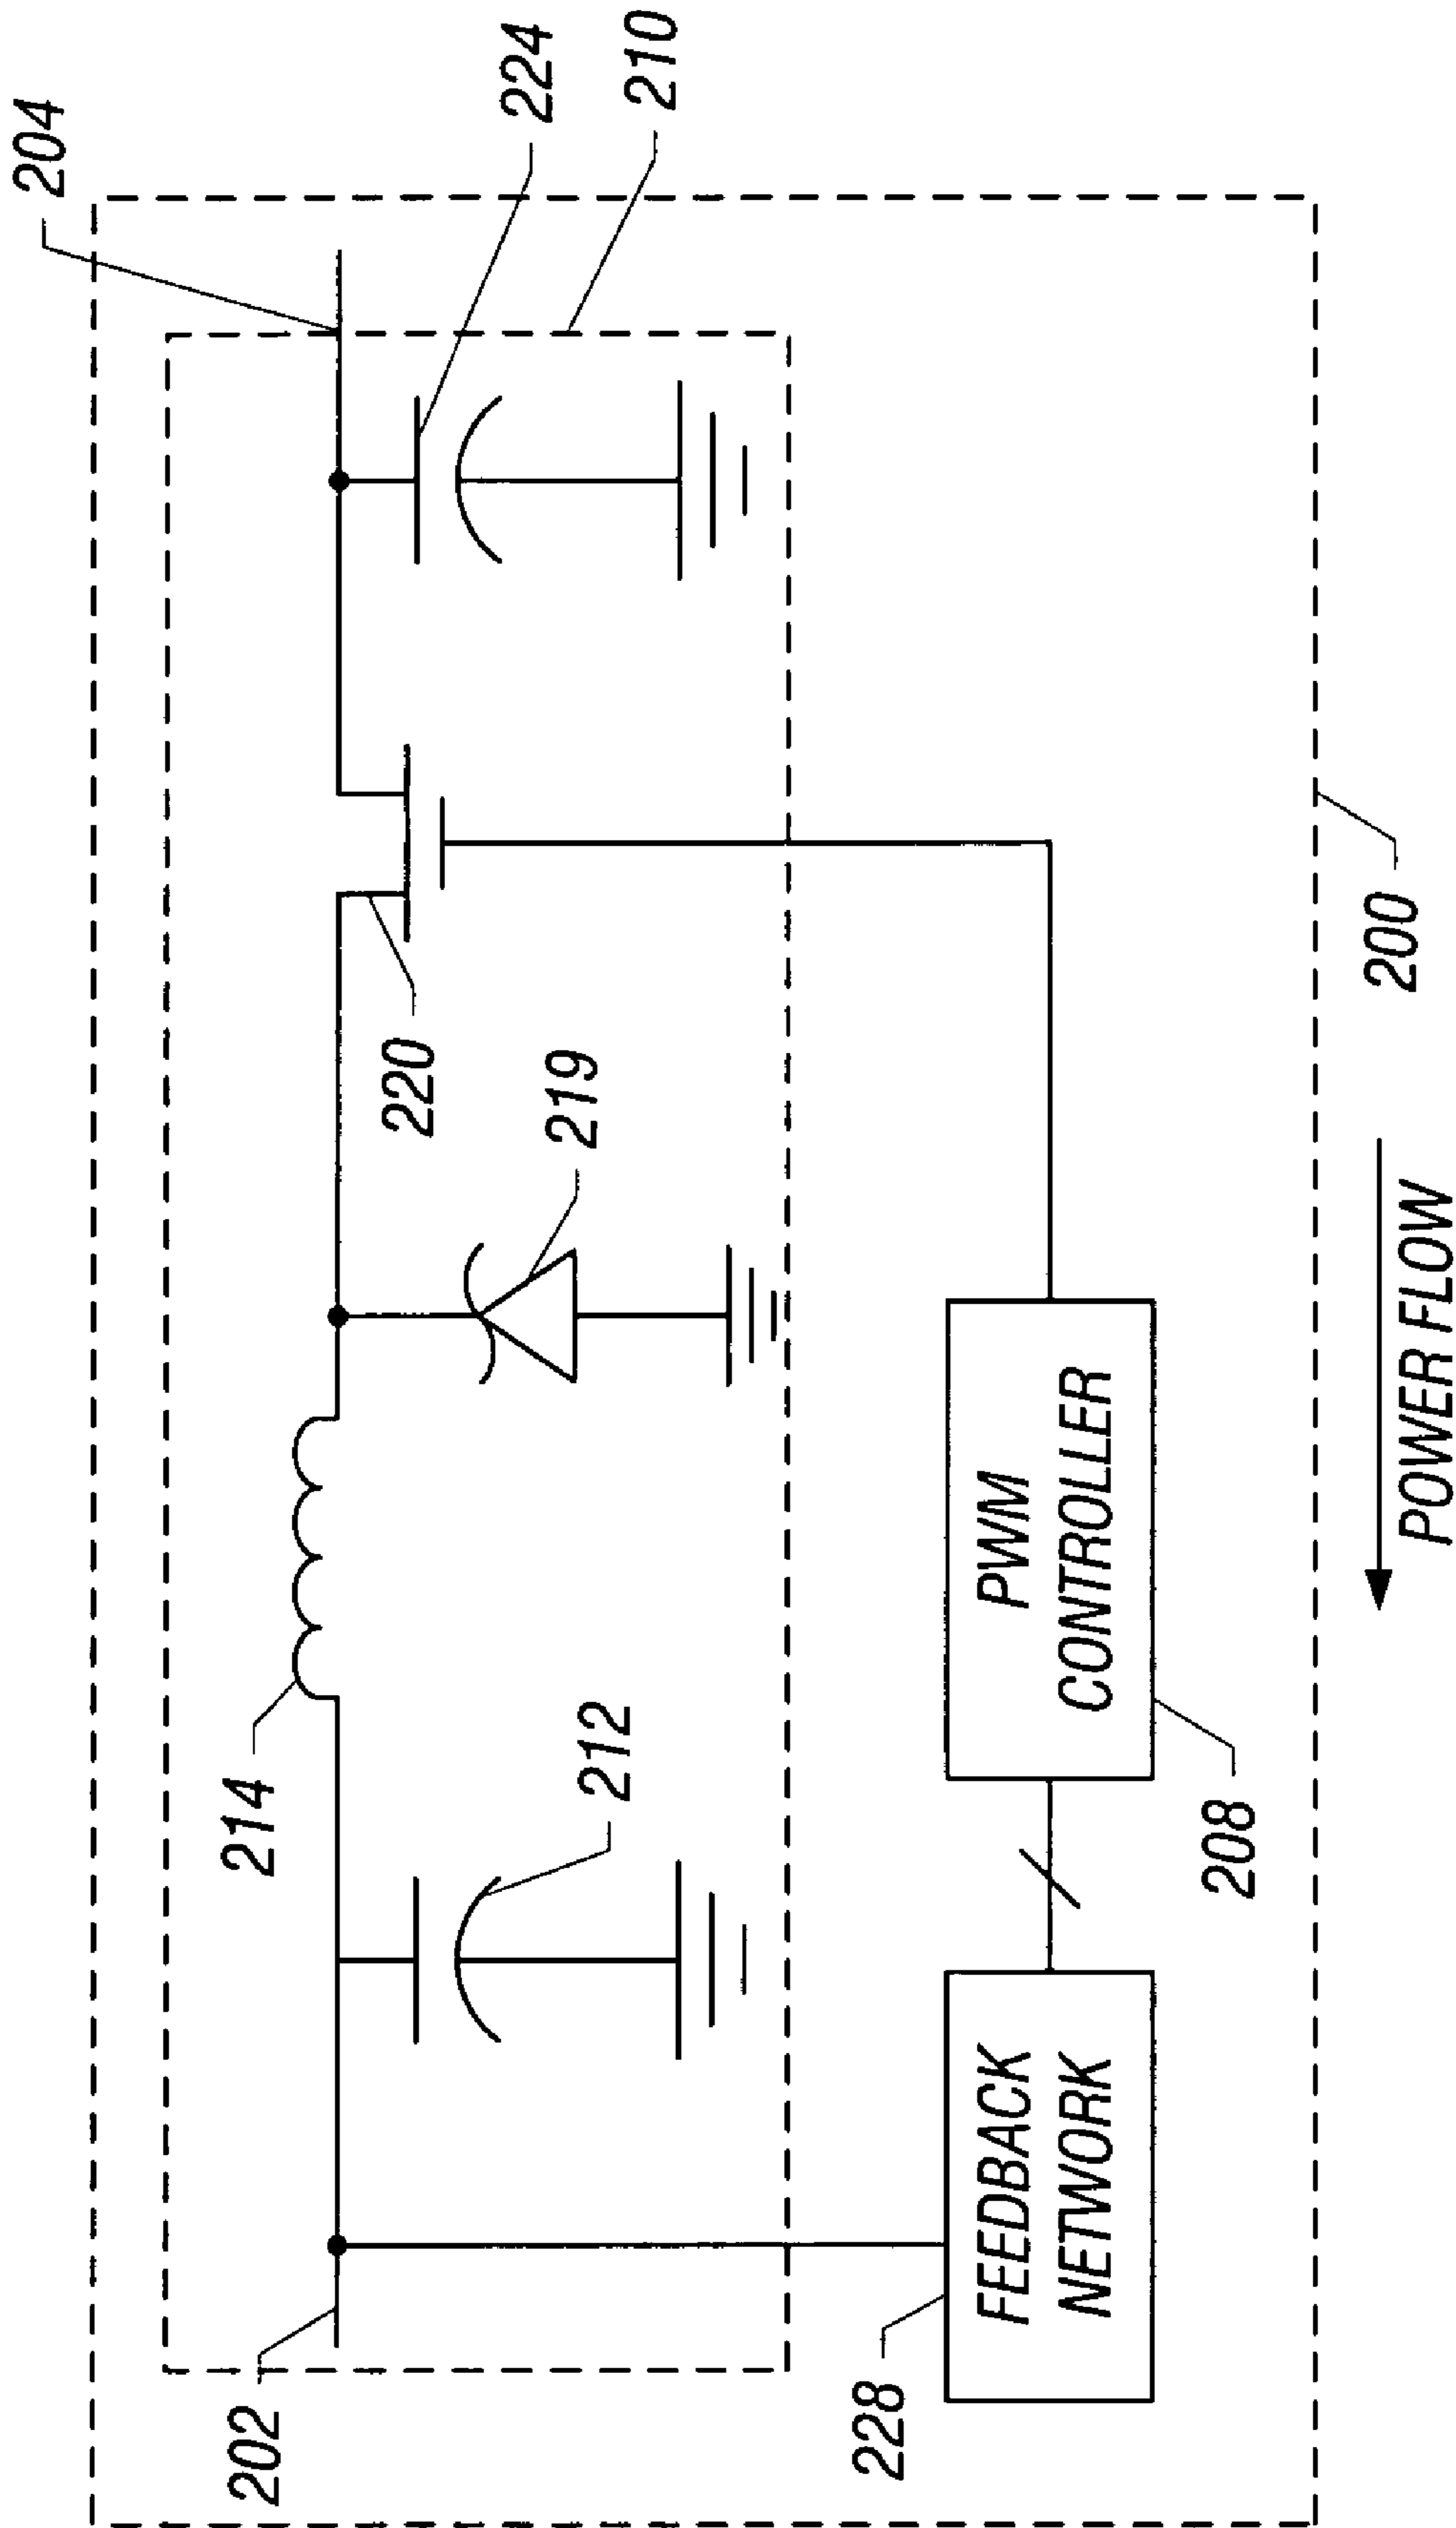 204
224
210
220
219
214
212
202
PWM
CONTROLLER
208
FEEDBACK
NETWORK
228
200
POWER FLOW